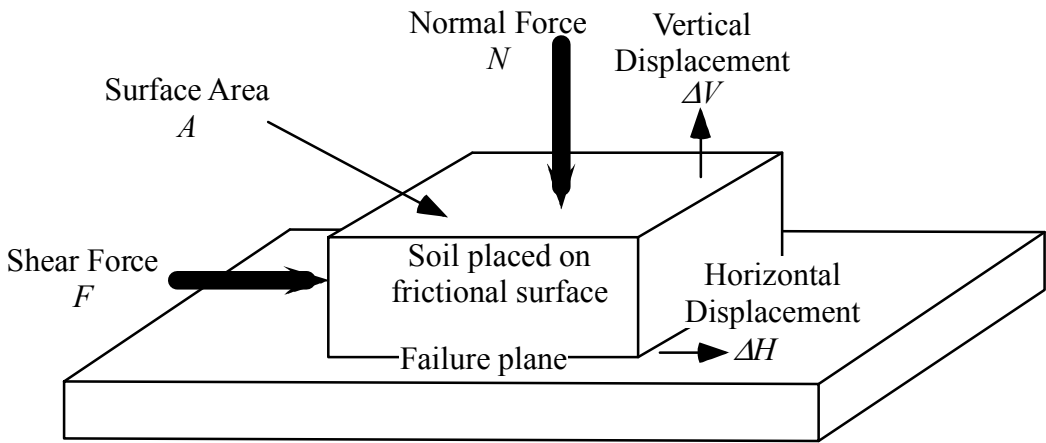 Normal Force
N
Vertical
Displacement
ΔV
Surface Area
A
Shear Force
F
Soil placed on
frictional surface
Horizontal
Displacement
ΔH
Failure plane